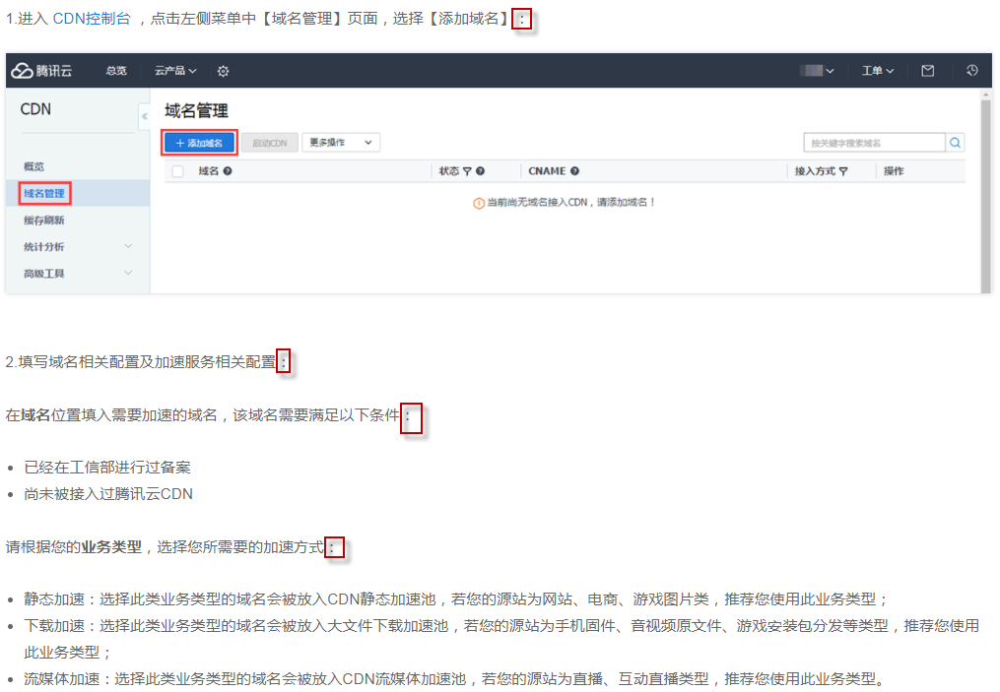 1.进入 CDN控制台 ，点击左侧菜单中【域名管理】页面，选择【添加域名】：
腾讯云 总览 云产品 工单
CDN
域名管理
添加域名 启动CDN 更多操作 按关键字搜索域名
概览
域名 状态 CNAME 接入方式 操作
域名管理
当前尚无域名接入CDN，请添加域名！
缓存刷新
统计分析
高级工具
2.填写域名相关配置及加速服务相关配置：
在域名位置填入需要加速的域名，该域名需要满足以下条件：
• 已经在工信部进行过备案
• 尚未被接入过腾讯云CDN
请根据您的业务类型，选择您所需要的加速方式：
• 静态加速：选择此类业务类型的域名会被放入CDN静态加速池，若您的源站为网站、电商、游戏图片类，推荐您使用此业务类型；
• 下载加速：选择此类业务类型的域名会被放入大文件下载加速池，若您的源站为手机固件、音视频原文件、游戏安装包分发等类型，推荐您使用
此业务类型；
• 流媒体加速：选择此类业务类型的域名会被放入CDN流媒体加速池，若您的源站为直播、互动直播类型，推荐您使用此业务类型。